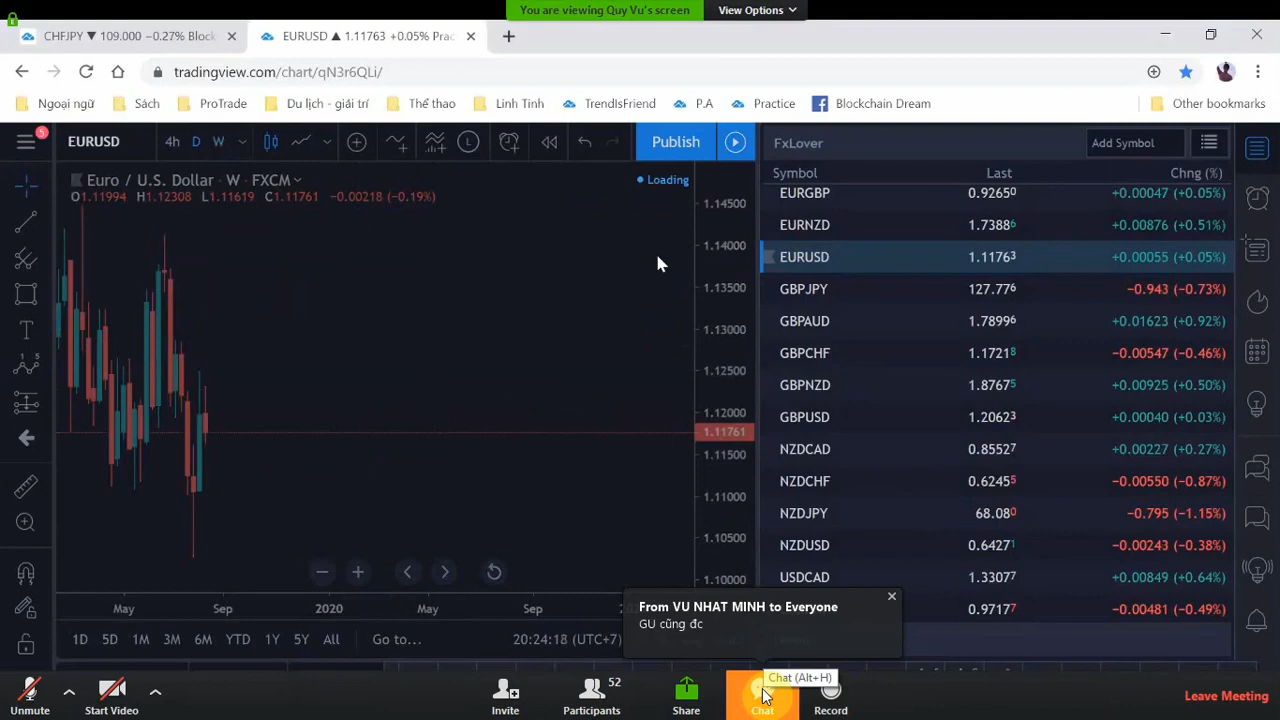 You are viewing Quy Vu's screen
View Options
CHFJPY ▼ 109.000 −0.27% Block
EURUSD ▲ 1.11763 +0.05% Prac
tradingview.com/chart/qN3r6QLi/
Ngoại ngữ
Sách
ProTrade
Du lịch - giải trí
Thể thao
Linh Tinh
TrendIsFriend
P.A
Practice
Blockchain Dream
Other bookmarks
5
EURUSD
4h
D
W
L
Publish
FxLover
Add Symbol
Euro / U.S. Dollar · W · FXCM
Loading
O1.11994 H1.12308 L1.11619 C1.11761 −0.00218 (−0.19%)
Symbol Last Chng (%)
EURGBP 0.92650 +0.00047 (+0.05%)
EURNZD 1.73886 +0.00876 (+0.51%)
EURUSD 1.11763 +0.00055 (+0.05%)
GBPJPY 127.776 −0.943 (−0.73%)
GBPAUD 1.78996 +0.01623 (+0.92%)
GBPCHF 1.17218 −0.00547 (−0.46%)
GBPNZD 1.87675 +0.00925 (+0.50%)
GBPUSD 1.20623 +0.00040 (+0.03%)
NZDCAD 0.85527 +0.00227 (+0.27%)
NZDCHF 0.62455 −0.00550 (−0.87%)
NZDJPY 68.080 −0.795 (−1.15%)
NZDUSD 0.64271 −0.00243 (−0.38%)
USDCAD 1.33077 +0.00849 (+0.64%)
0.97177 −0.00481 (−0.49%)
1.14500
1.14000
1.13500
1.13000
1.12500
1.12000
1.11761
1.11500
1.11000
1.10500
1.10000
May
Sep
2020
May
Sep
1D 5D 1M 3M 6M YTD 1Y 5Y All
Go to...
20:24:18 (UTC+7)
From VU NHAT MINH to Everyone
GU cũng đc
Chat (Alt+H)
Unmute
Start Video
Invite
52
Participants
Share
Chat
Record
Leave Meeting